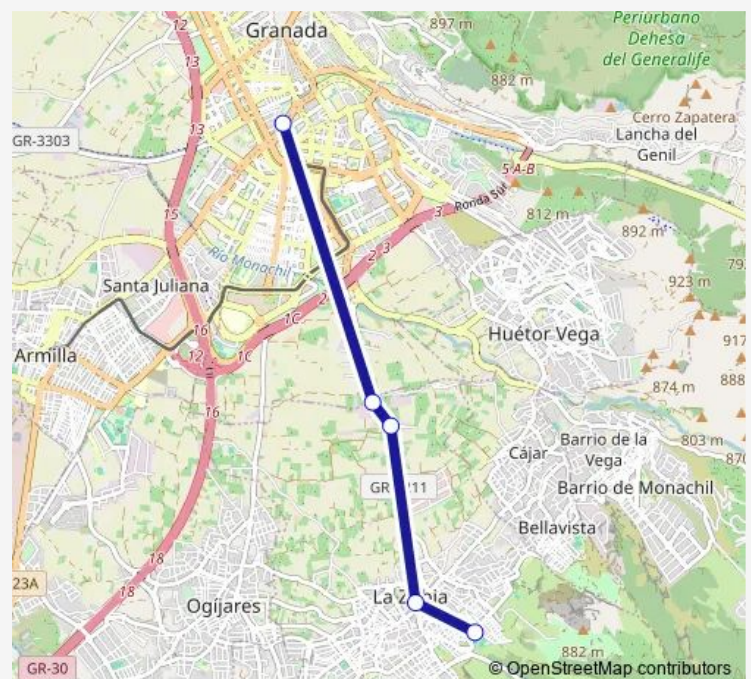 12
Granada
897 m
Periurbano
Dehesa
del Generalife
13
882 m
Cerro Zapatera
GR-3303
13
Lancha del
Genil
5 A-B
15
Ronda Sur
812 m
3
892 m
Río Monachil
2
3
Santa Juliana
2
923 m
16
1C
Huétor Vega
917
Armilla
12
1C
888
874 m
16
Barrio de la
Vega
803 m
Cájar
Barrio de Monachil
Bellavista
18
23A
18
Ogíjares
882 m
GR-30
© OpenStreetMap contributors